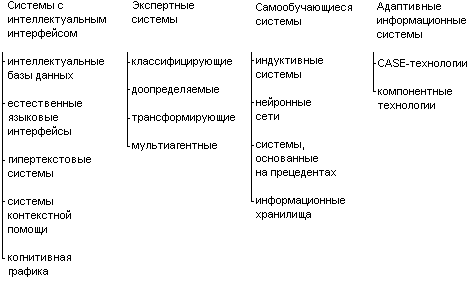 Системы с
интеллектуальным
интерфейсом
интеллектуальные
базы данных
естественные
языковые
интерфейсы
гипертекстовые
системы
системы
контекстной
помощи
когнитивная
графика
Экспертные
системы
классифицирующие
доопределяемые
трансформирующие
мультиагентные
Самообучающиеся
системы
индуктивные
системы
нейронные
сети
системы,
основанные
на прецедентах
информационные
хранилища
Адаптивные
информационные
системы
CASE-технологии
компонентные
технологии